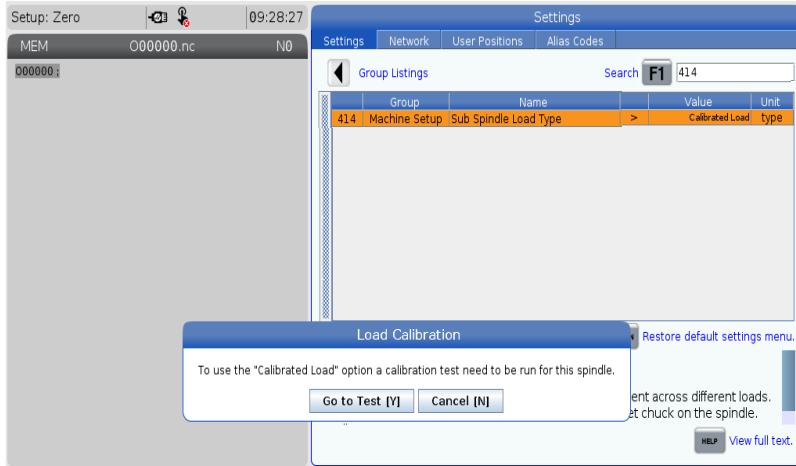 Setup: Zero 09:28:27 Settings
MEM O00000.nc N0
Settings Network User Positions Alias Codes
O00000 ;
Group Listings Search F1 414
Group Name Value Unit
414 Machine Setup Sub Spindle Load Type > Calibrated Load type
Load Calibration
Restore default settings menu.
To use the "Calibrated Load" option a calibration test need to be run for this spindle.
Go to Test [Y] Cancel [N]
ent across different loads.
et chuck on the spindle.
HELP View full text.